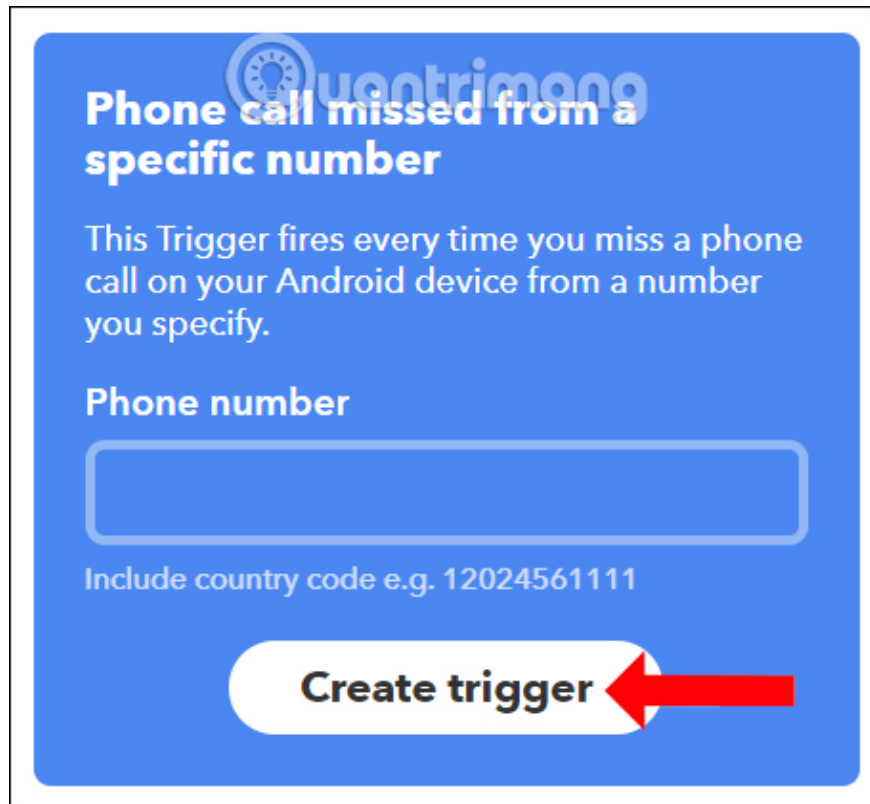 Quantrimang
Phone call missed from a
specific number
This Trigger fires every time you miss a phone
call on your Android device from a number
you specify.
Phone number
Include country code e.g. 12024561111
Create trigger